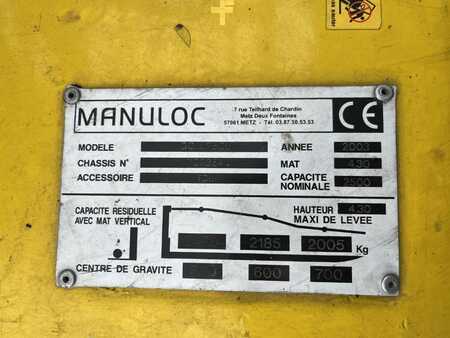 MANULOC
7 rue Teilhard de Chardin
Metz Deux Fontaines
57061 METZ - Tél. 03.87.30.53.53
CE
MODELE
ANNEE 2003
CHASSIS N°
MAT 430
ACCESSOIRE
CAPACITE NOMINALE 2500
HAUTEUR MAXI DE LEVEE 430
CAPACITE RESIDUELLE
AVEC MAT VERTICAL
2185 2005 Kg
CENTRE DE GRAVITE 600 700